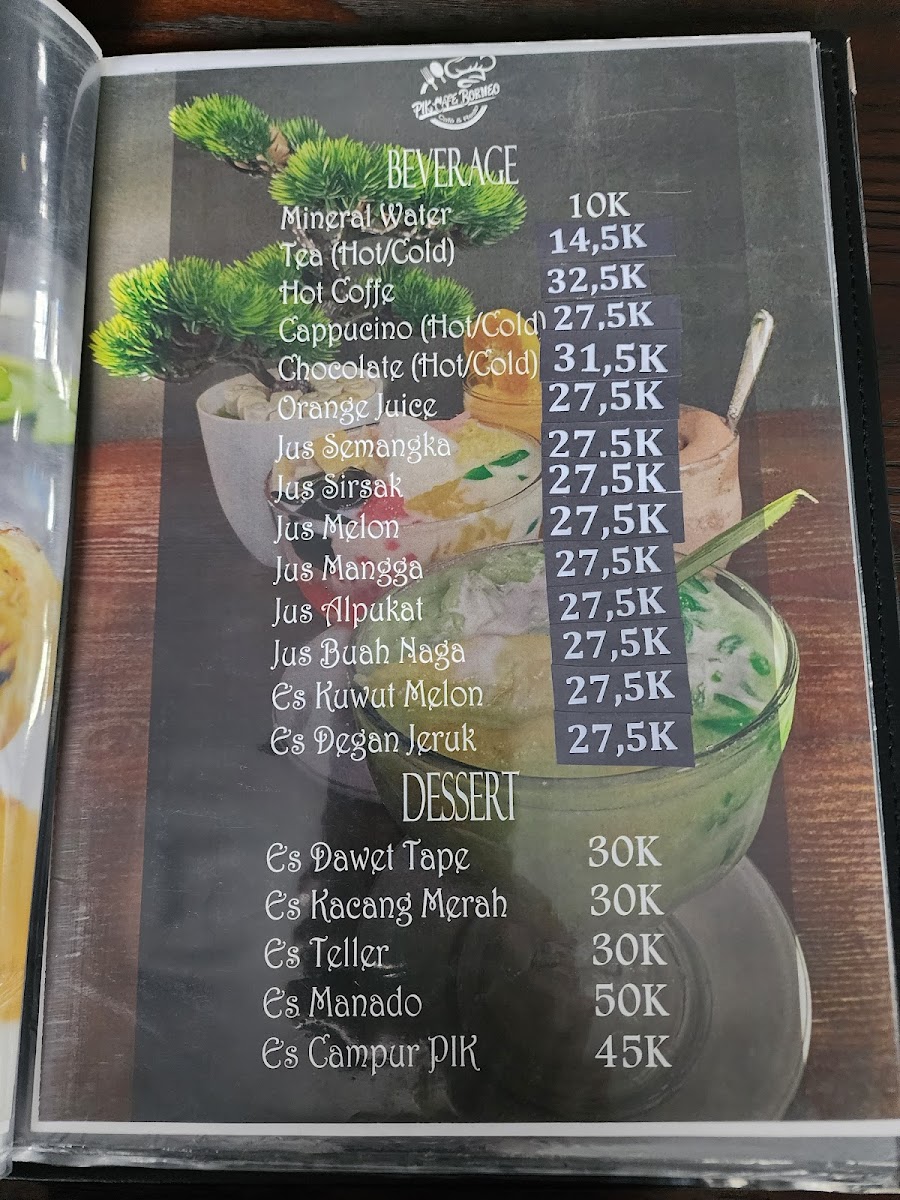 PIK CAFE BORNEO
BEVERAGE
Mineral Water 10K
Tea (Hot/Cold) 14,5K
Hot Coffe 32,5K
Cappucino (Hot/Cold) 27,5K
Chocolate (Hot/Cold) 31,5K
Orange Juice 27,5K
Jus Semangka 27.5K
Jus Sirsak 27,5K
Jus Melon 27,5K
Jus Mangga 27,5K
Jus Alpukat 27,5K
Jus Buah Naga 27,5K
Es Kuwut Melon 27,5K
Es Degan Jeruk 27,5K
DESSERT
Es Dawet Tape 30K
Es Kacang Merah 30K
Es Teller 30K
Es Manado 50K
Es Campur PIK 45K